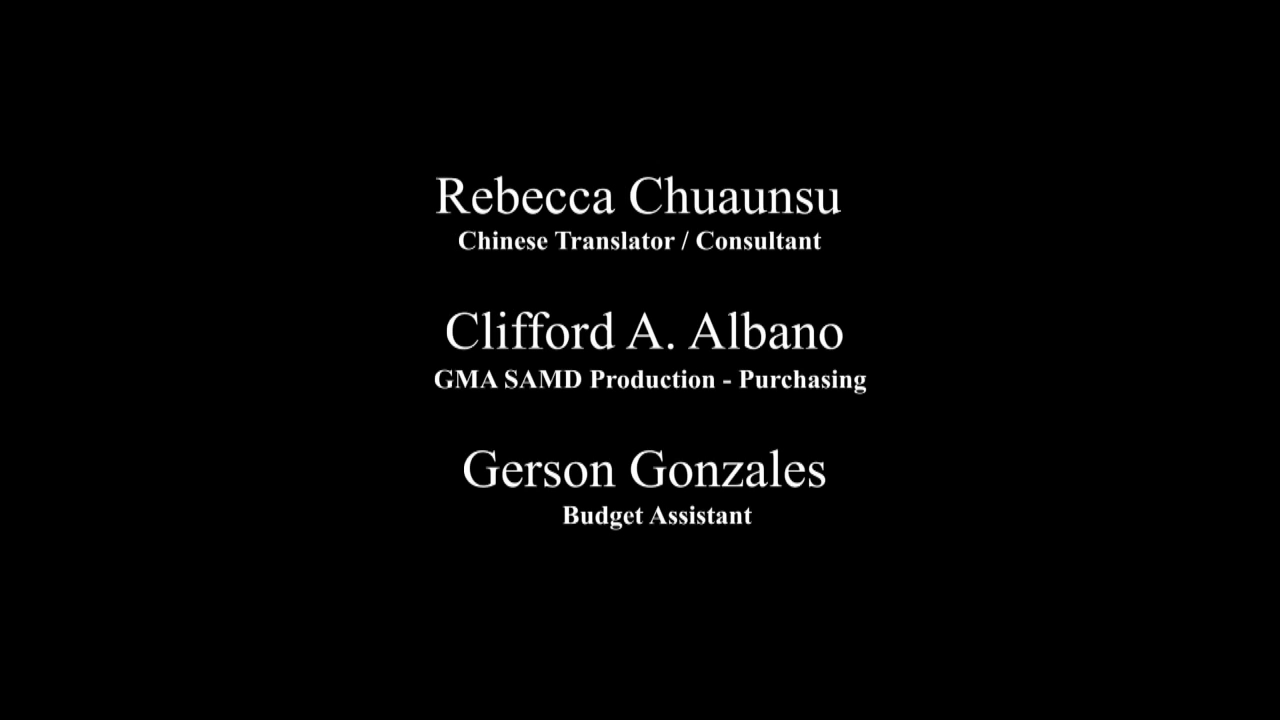 Rebecca Chuaunsu
Chinese Translator / Consultant
Clifford A. Albano
GMA SAMD Production - Purchasing
Gerson Gonzales
Budget Assistant